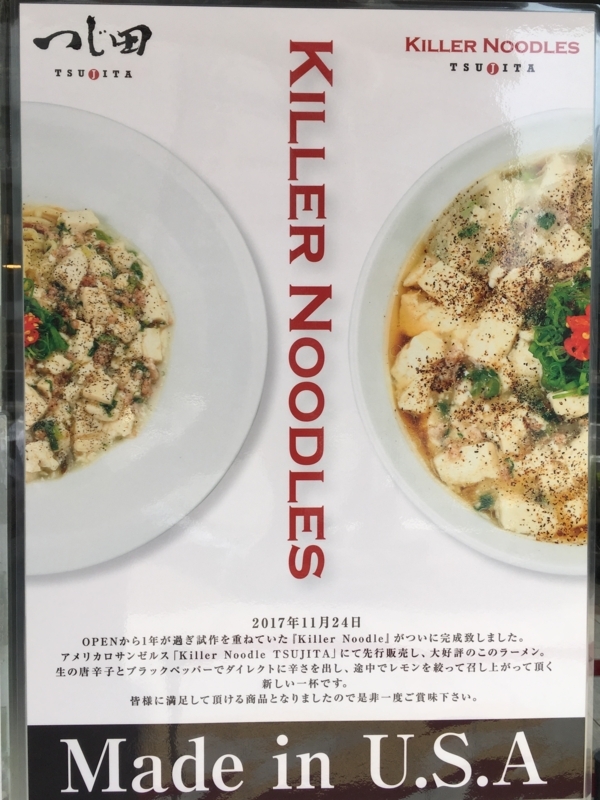 つじ田
TSUJITA
KILLER NOODLES
TSUJITA
KILLER NOODLES
2017年11月24日
OPENから1年が過ぎ試作を重ねていた『Killer Noodle』がついに完成致しました。
アメリカロサンゼルス「Killer Noodle TSUJITA」にて先行販売し、大好評のこのラーメン。
生の唐辛子とブラックペッパーでダイレクトに辛さを出し、途中でレモンを絞って召し上がって頂く
新しい一杯です。
皆様に満足して頂ける商品となりましたので是非一度ご賞味下さい。
Made in U.S.A